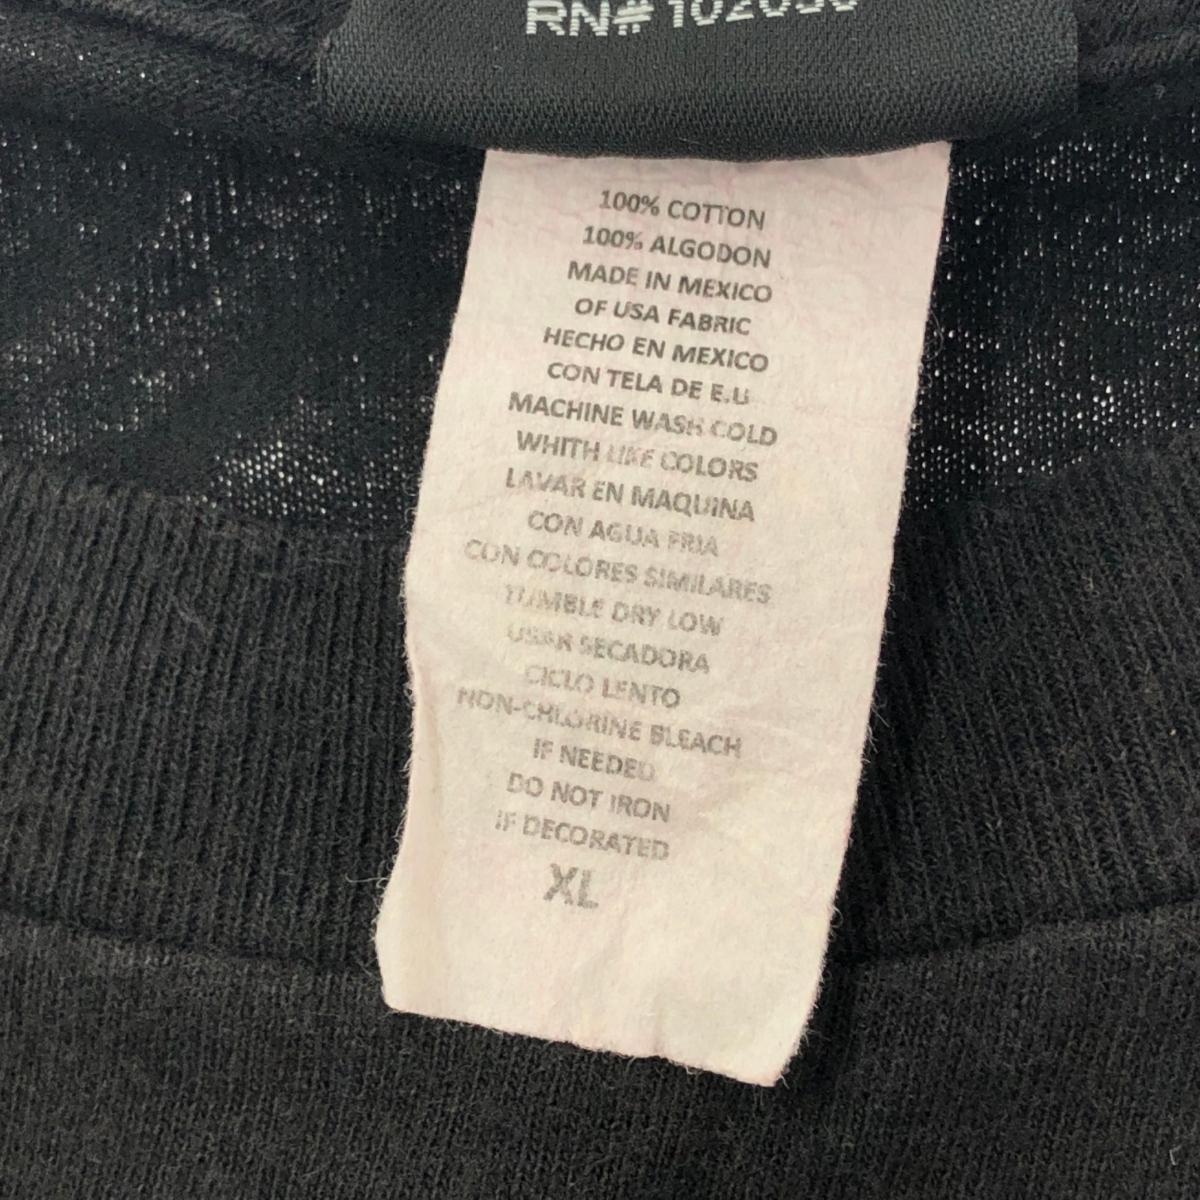 RN# 102050
100% COTTON
100% ALGODON
MADE IN MEXICO
OF USA FABRIC
HECHO EN MEXICO
CON TELA DE E.U
MACHINE WASH COLD
WHITH LIKE COLORS
LAVAR EN MAQUINA
CON AGUA FRIA
CON COLORES SIMILARES
TUMBLE DRY LOW
USAR SECADORA
CICLO LENTO
NON-CHLORINE BLEACH
IF NEEDED
DO NOT IRON
IF DECORATED
XL